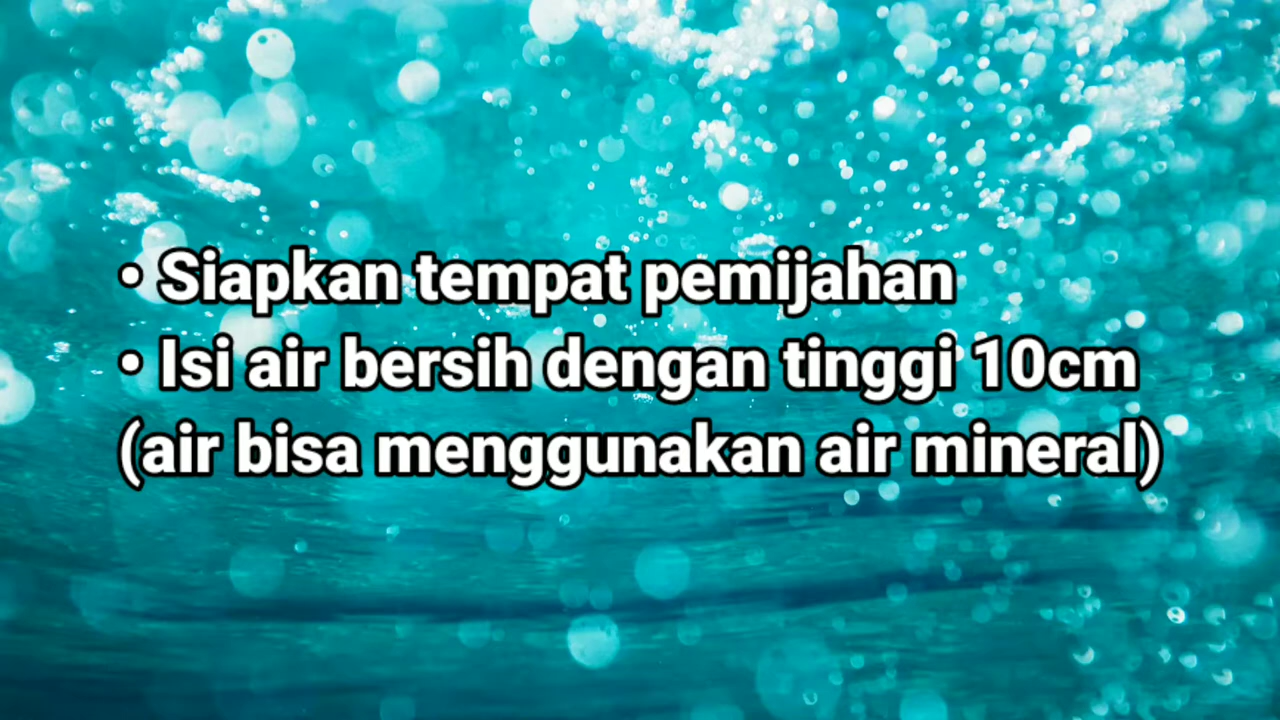 • Siapkan tempat pemijahan
• Isi air bersih dengan tinggi 10cm
(air bisa menggunakan air mineral)